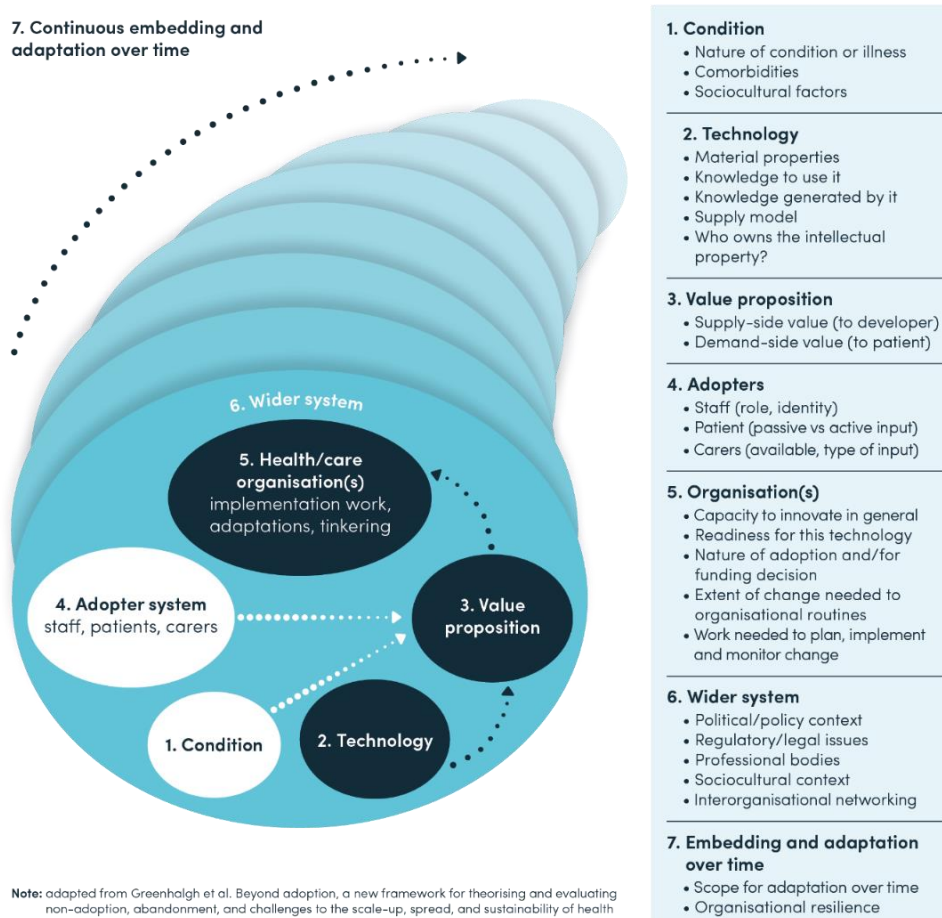 7. Continuous embedding and
adaptation over time
6. Wider system
5. Health/care
organisation(s)
implementation work,
adaptations, tinkering
4. Adopter system
staff, patients, carers
3. Value
proposition
1. Condition
2. Technology
Note: adapted from Greenhalgh et al. Beyond adoption, a new framework for theorising and evaluating
non-adoption, abandonment, and challenges to the scale-up, spread, and sustainability of health
1. Condition
• Nature of condition or illness
• Comorbidities
• Sociocultural factors
2. Technology
• Material properties
• Knowledge to use it
• Knowledge generated by it
• Supply model
• Who owns the intellectual
property?
3. Value proposition
• Supply-side value (to developer)
• Demand-side value (to patient)
4. Adopters
• Staff (role, identity)
• Patient (passive vs active input)
• Carers (available, type of input)
5. Organisation(s)
• Capacity to innovate in general
• Readiness for this technology
• Nature of adoption and/for
funding decision
• Extent of change needed to
organisational routines
• Work needed to plan, implement
and monitor change
6. Wider system
• Political/policy context
• Regulatory/legal issues
• Professional bodies
• Sociocultural context
• Interorganisational networking
7. Embedding and adaptation
over time
• Scope for adaptation over time
• Organisational resilience